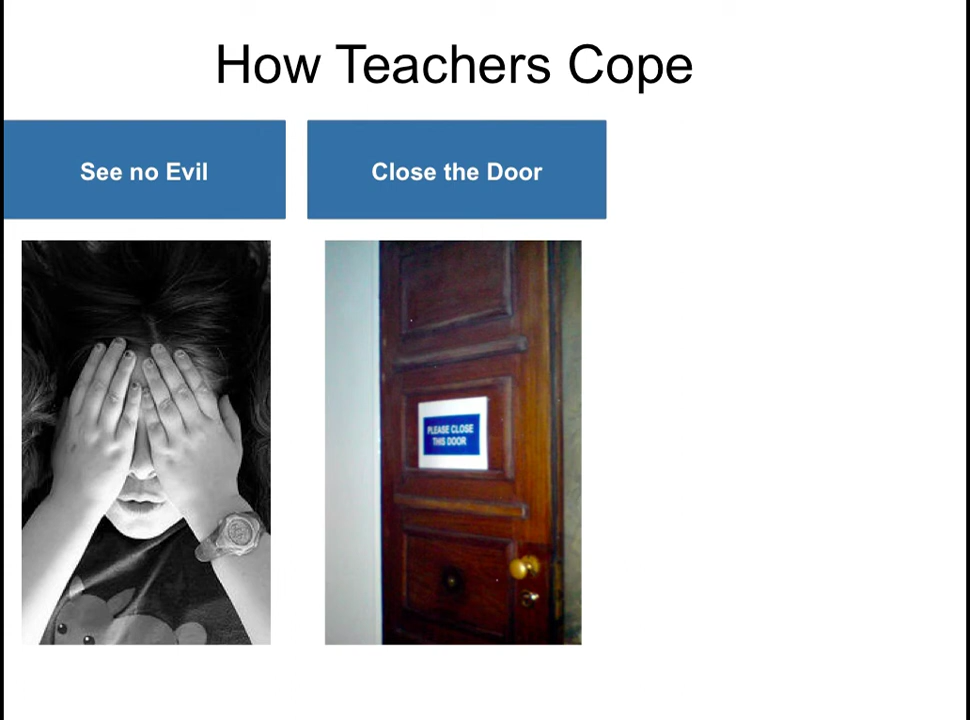 How Teachers Cope
See no Evil
Close the Door
PLEASE CLOSE
THIS DOOR